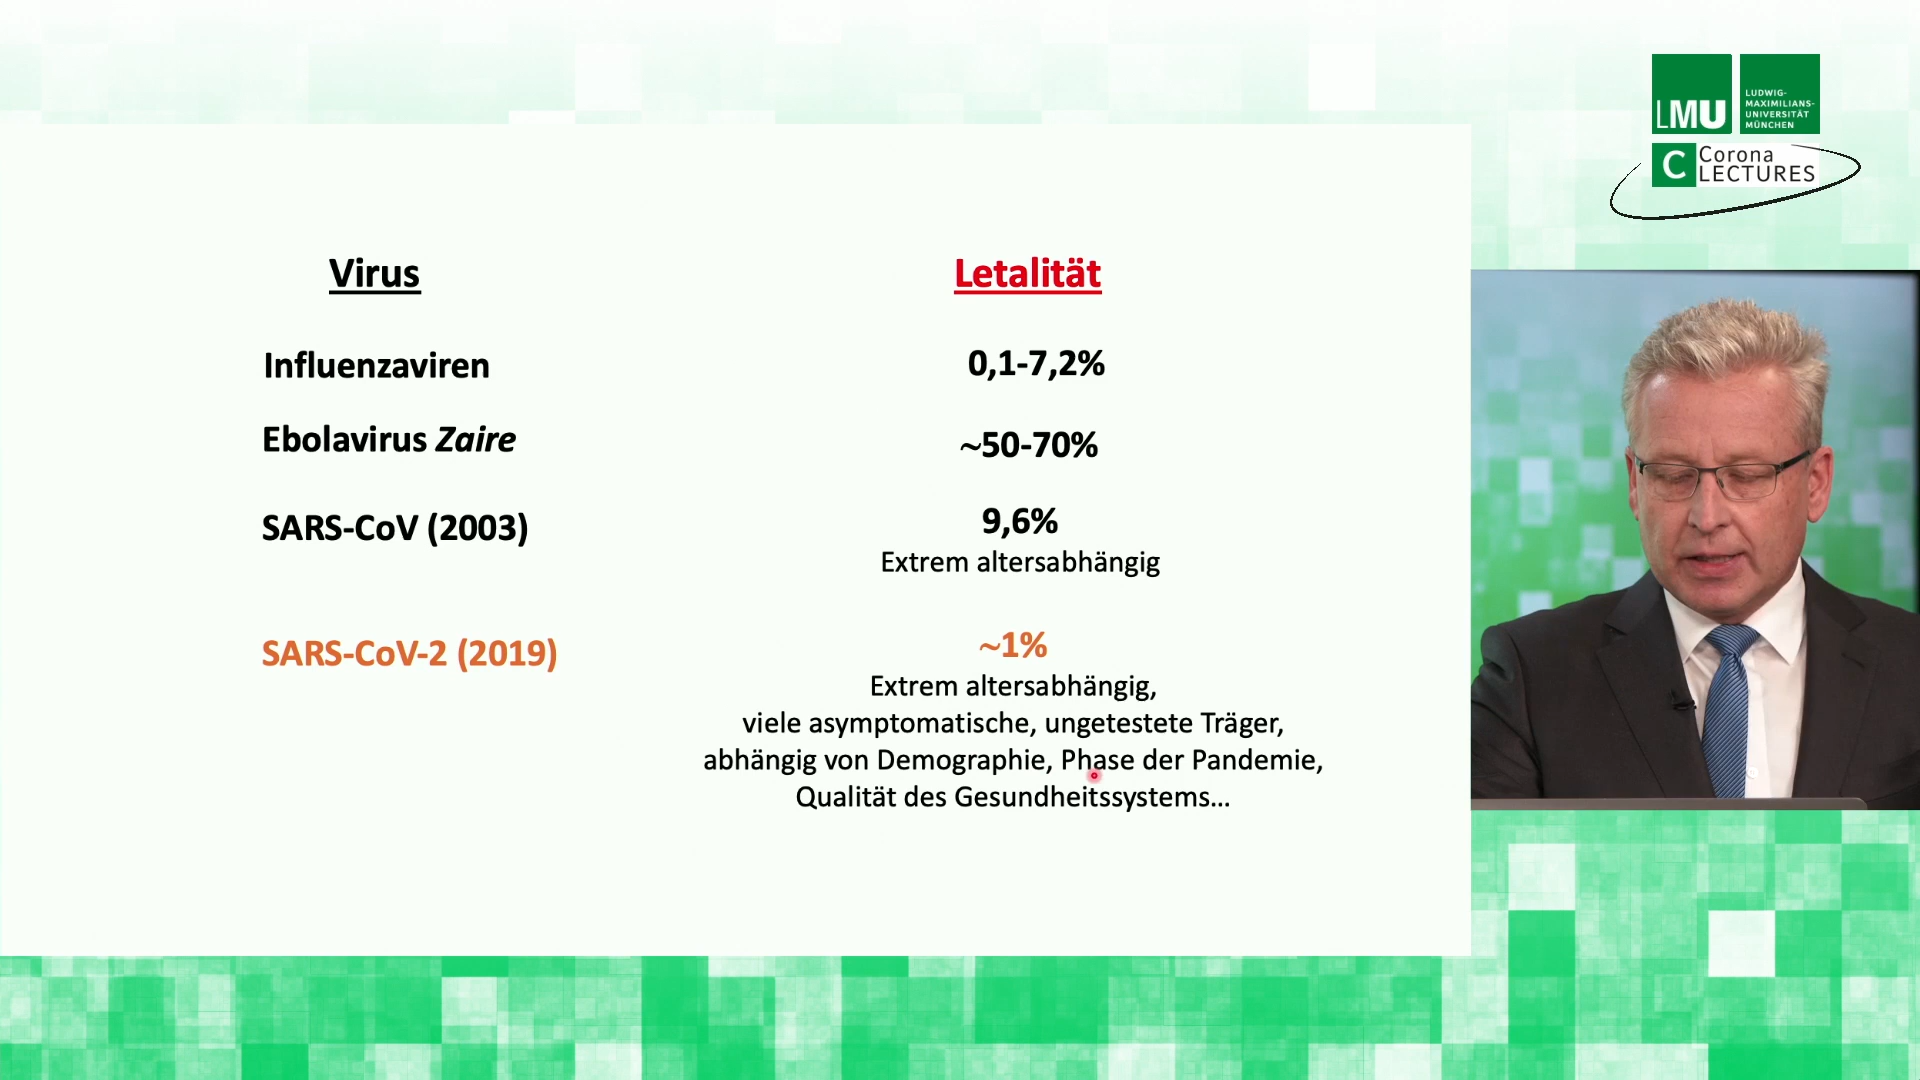 LMU
LUDWIG-
MAXIMILIANS-
UNIVERSITÄT
MÜNCHEN
C Corona
LECTURES
Virus Letalität
Influenzaviren 0,1-7,2%
Ebolavirus Zaire ~50-70%
SARS-CoV (2003) 9,6%
Extrem altersabhängig
SARS-CoV-2 (2019) ~1%
Extrem altersabhängig,
viele asymptomatische, ungetestete Träger,
abhängig von Demographie, Phase der Pandemie,
Qualität des Gesundheitssystems...